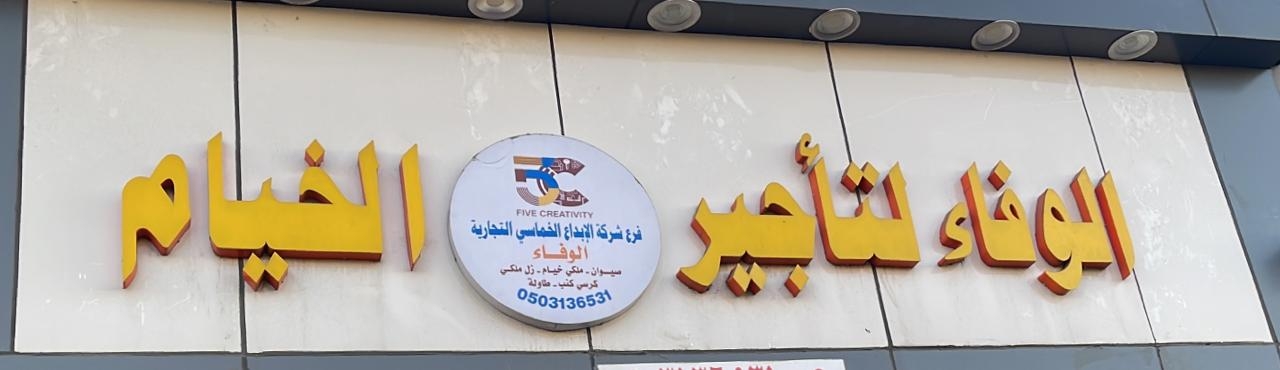 الوفاء لتأجير الخيام
5C
FIVE CREATIVITY
فرع شركة الإبداع الخماسي التجارية
الوفاء
صيوان - ملكي خيام - زل ملكي
كرسي كنب - طاولة
0503136531